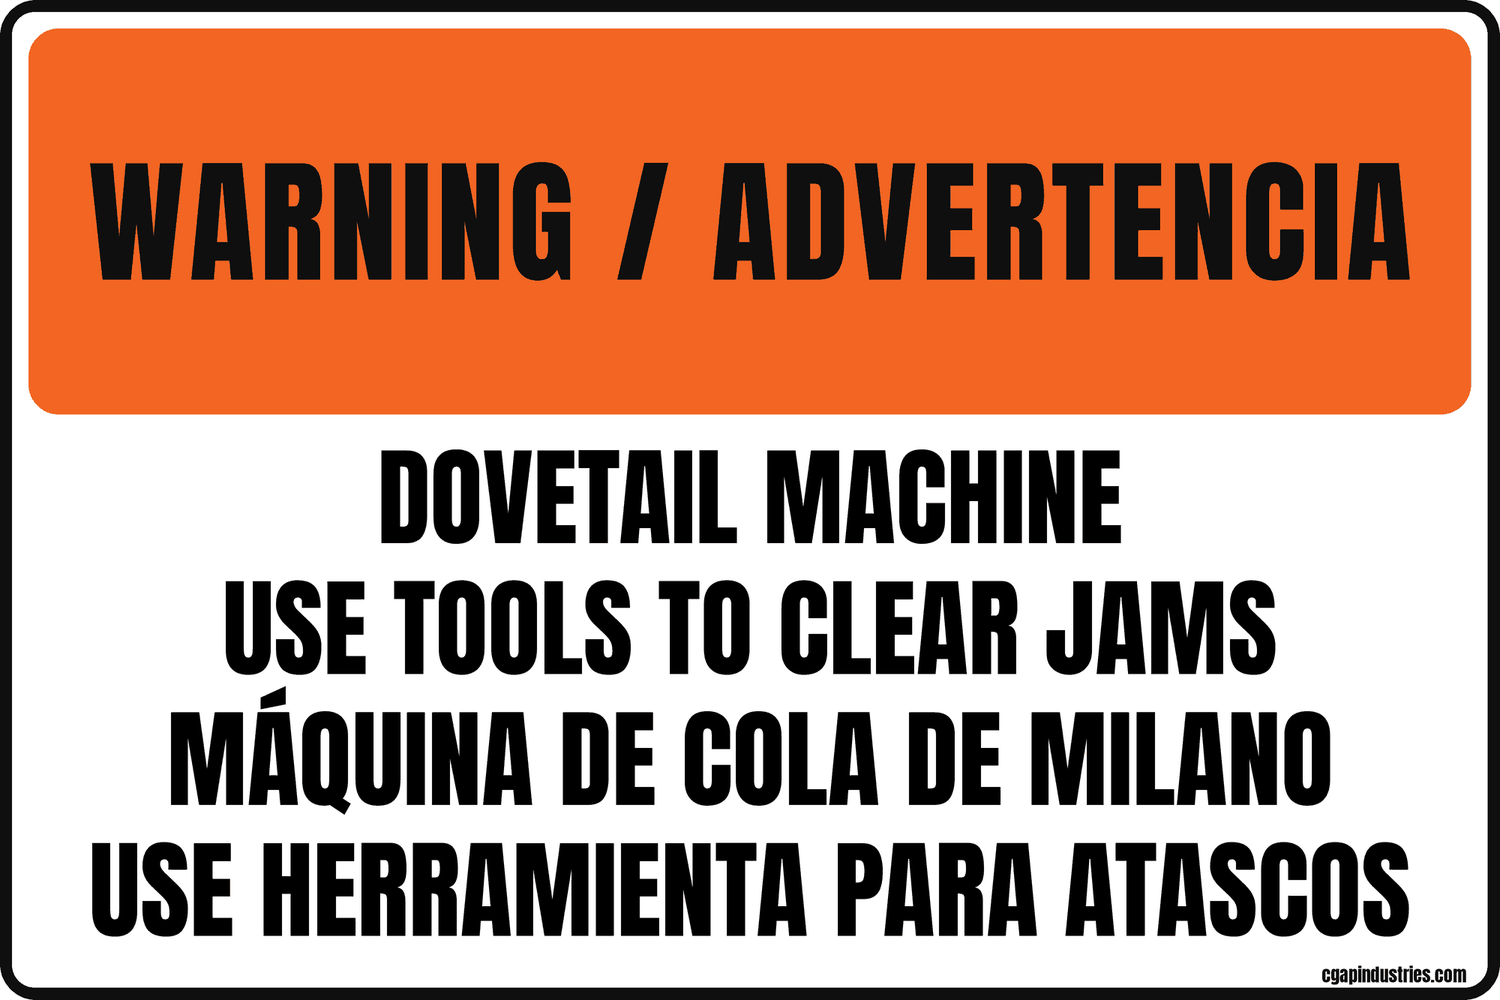 WARNING / ADVERTENCIA
DOVETAIL MACHINE
USE TOOLS TO CLEAR JAMS
MÁQUINA DE COLA DE MILANO
USE HERRAMIENTA PARA ATASCOS
cgapindustries.com